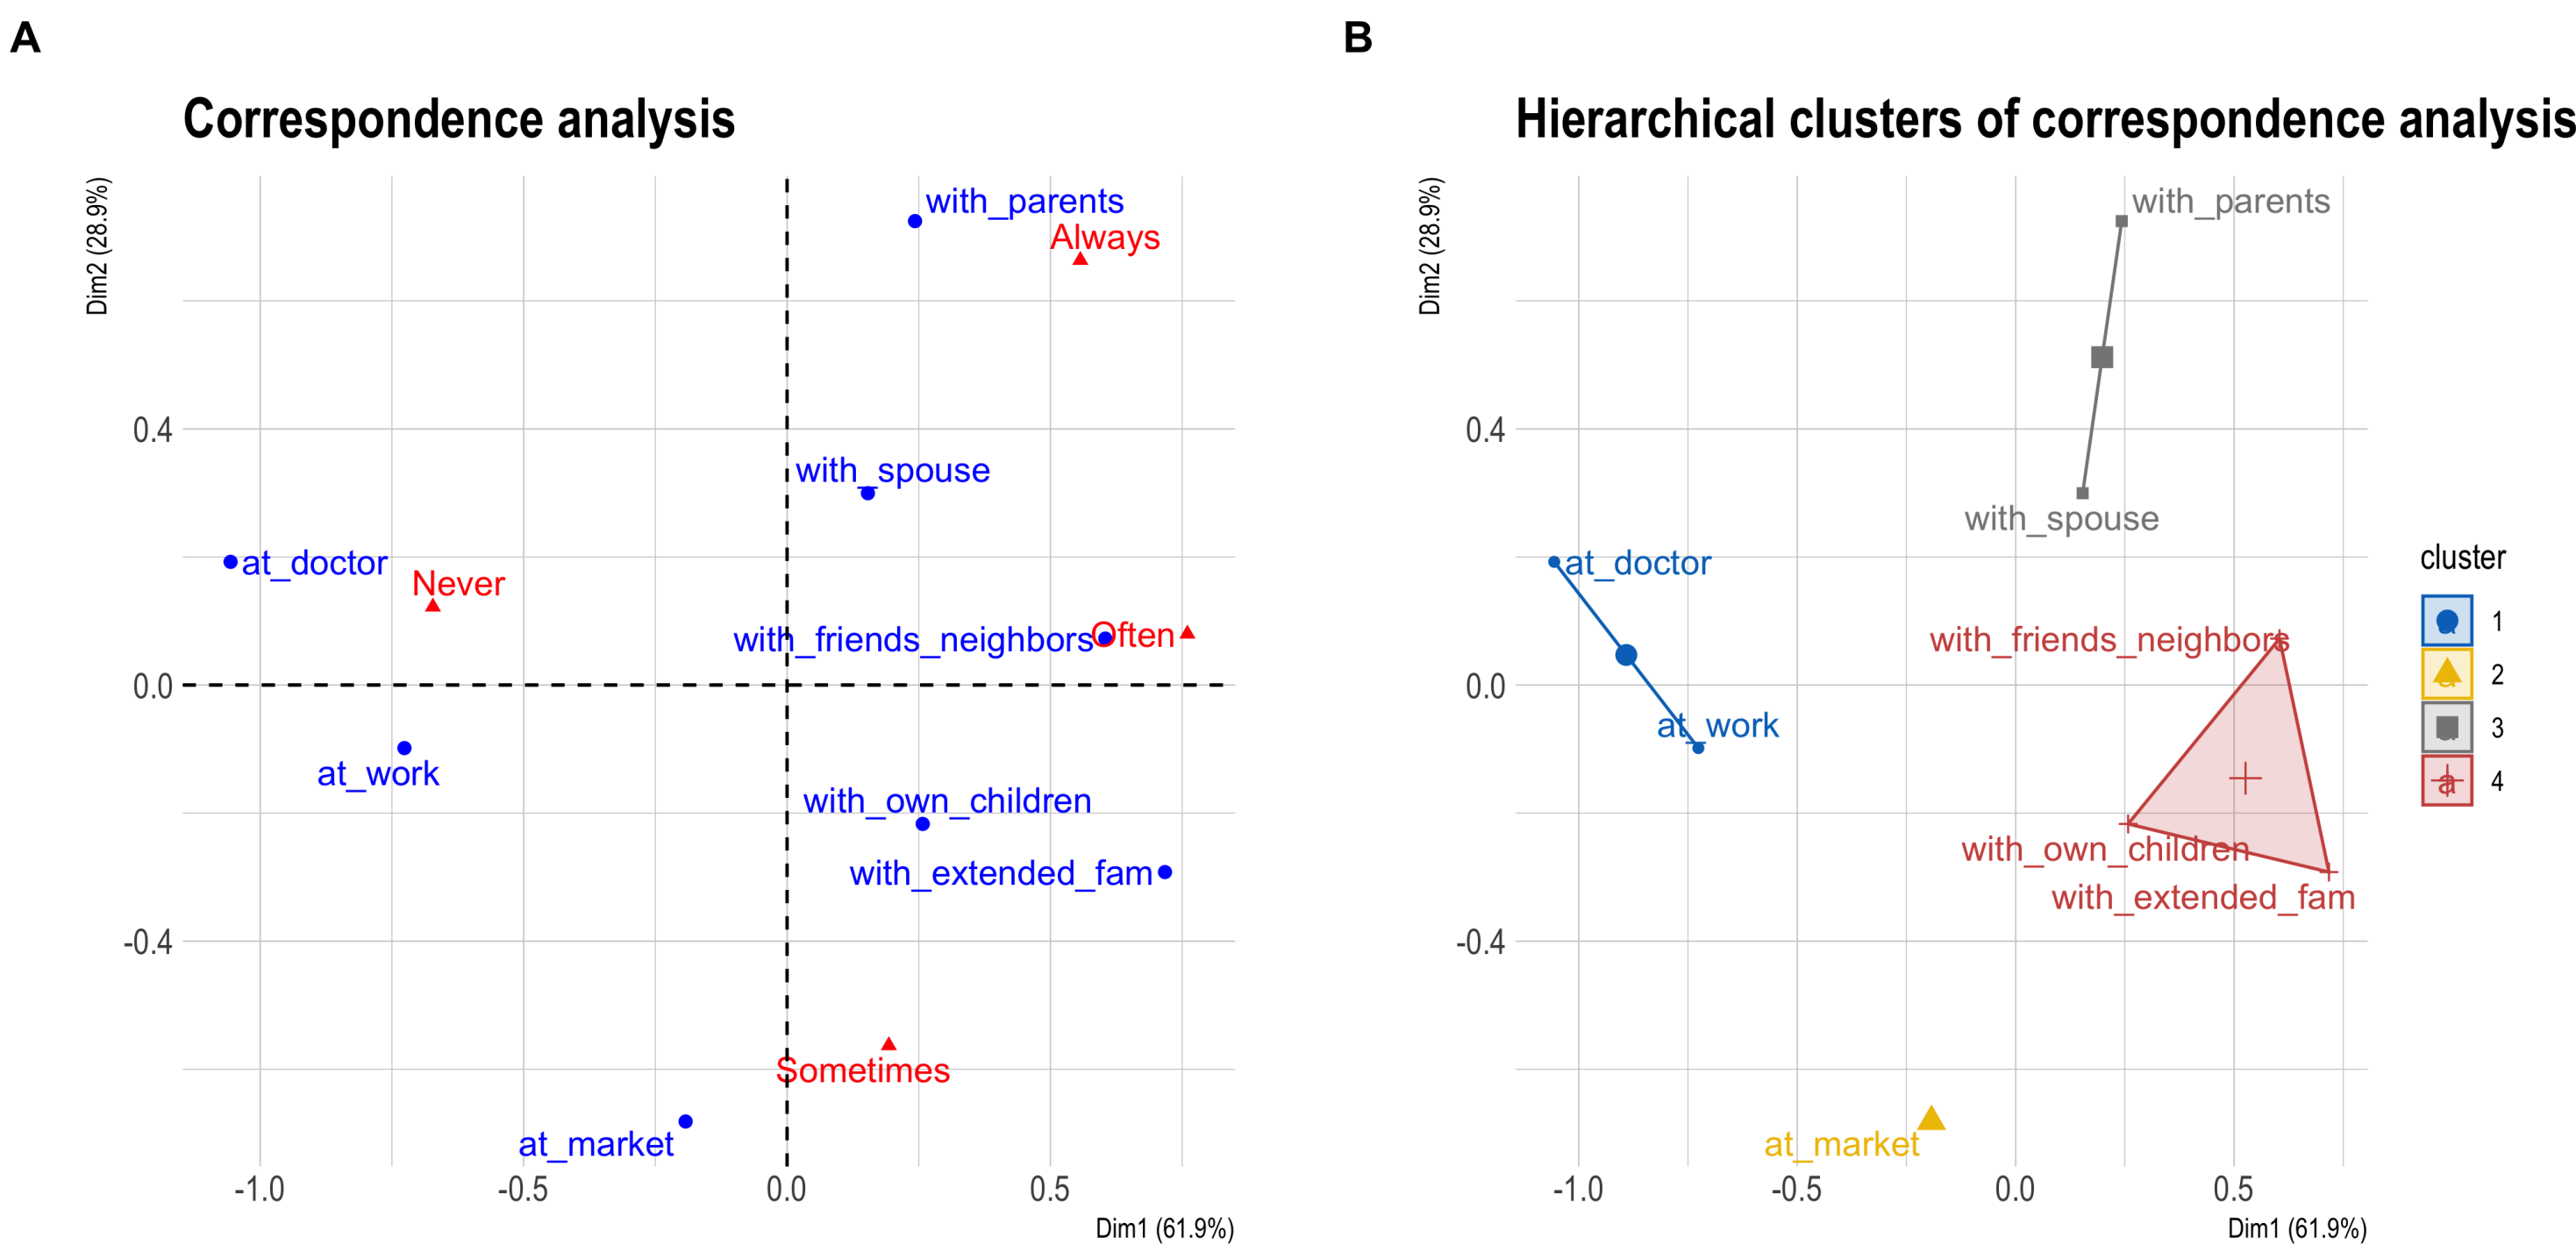 A
Correspondence analysis
Dim2 (28.9%)
with_parents
Always
0.4
with_spouse
at_doctor
Never
with_friends_neighbors
Often
0.0
at_work
with_own_children
with_extended_fam
-0.4
Sometimes
at_market
-1.0
-0.5
0.0
0.5
Dim1 (61.9%)
B
Hierarchical clusters of correspondence analysis
Dim2 (28.9%)
with_parents
0.4
with_spouse
at_doctor
with_friends_neighbors
0.0
at_work
with_own_children
with_extended_fam
-0.4
at_market
-1.0
-0.5
0.0
0.5
Dim1 (61.9%)
cluster
a 1
a 2
a 3
a 4